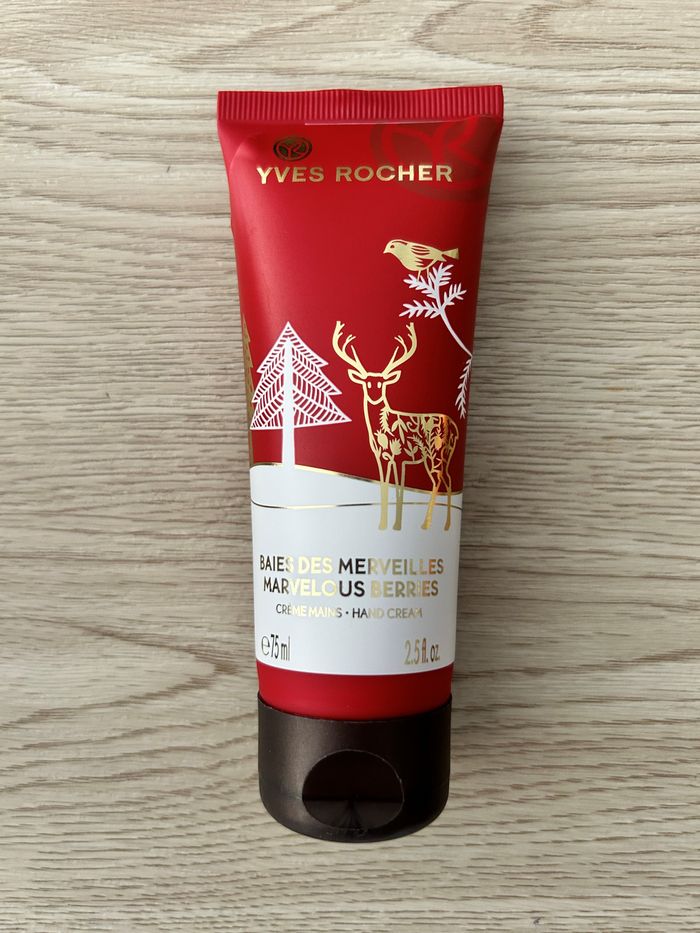 YVES ROCHER
BAIES DES MERVEILLES
MARVELOUS BERRIES
CRÈME MAINS • HAND CREAM
℮75 ml 2.5 fl. oz.